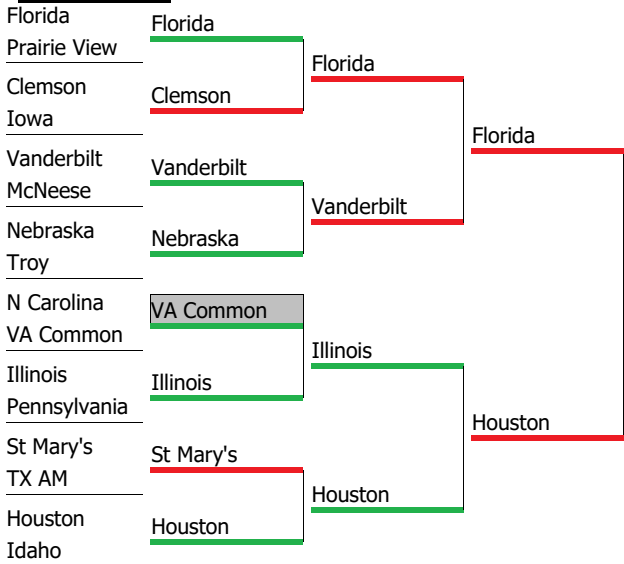 Florida
Prairie View
Clemson
Iowa
Vanderbilt
McNeese
Nebraska
Troy
N Carolina
VA Common
Illinois
Pennsylvania
St Mary's
TX AM
Houston
Idaho
Florida
Clemson
Vanderbilt
Nebraska
VA Common
Illinois
St Mary's
Houston
Florida
Vanderbilt
Illinois
Houston
Florida
Houston